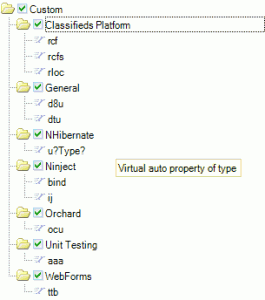 Custom
Classifieds Platform
rcf
rcfs
rloc
General
d8u
dtu
NHibernate
u?Type?
Ninject
Virtual auto property of type
bind
ij
Orchard
ocu
Unit Testing
aaa
WebForms
ttb